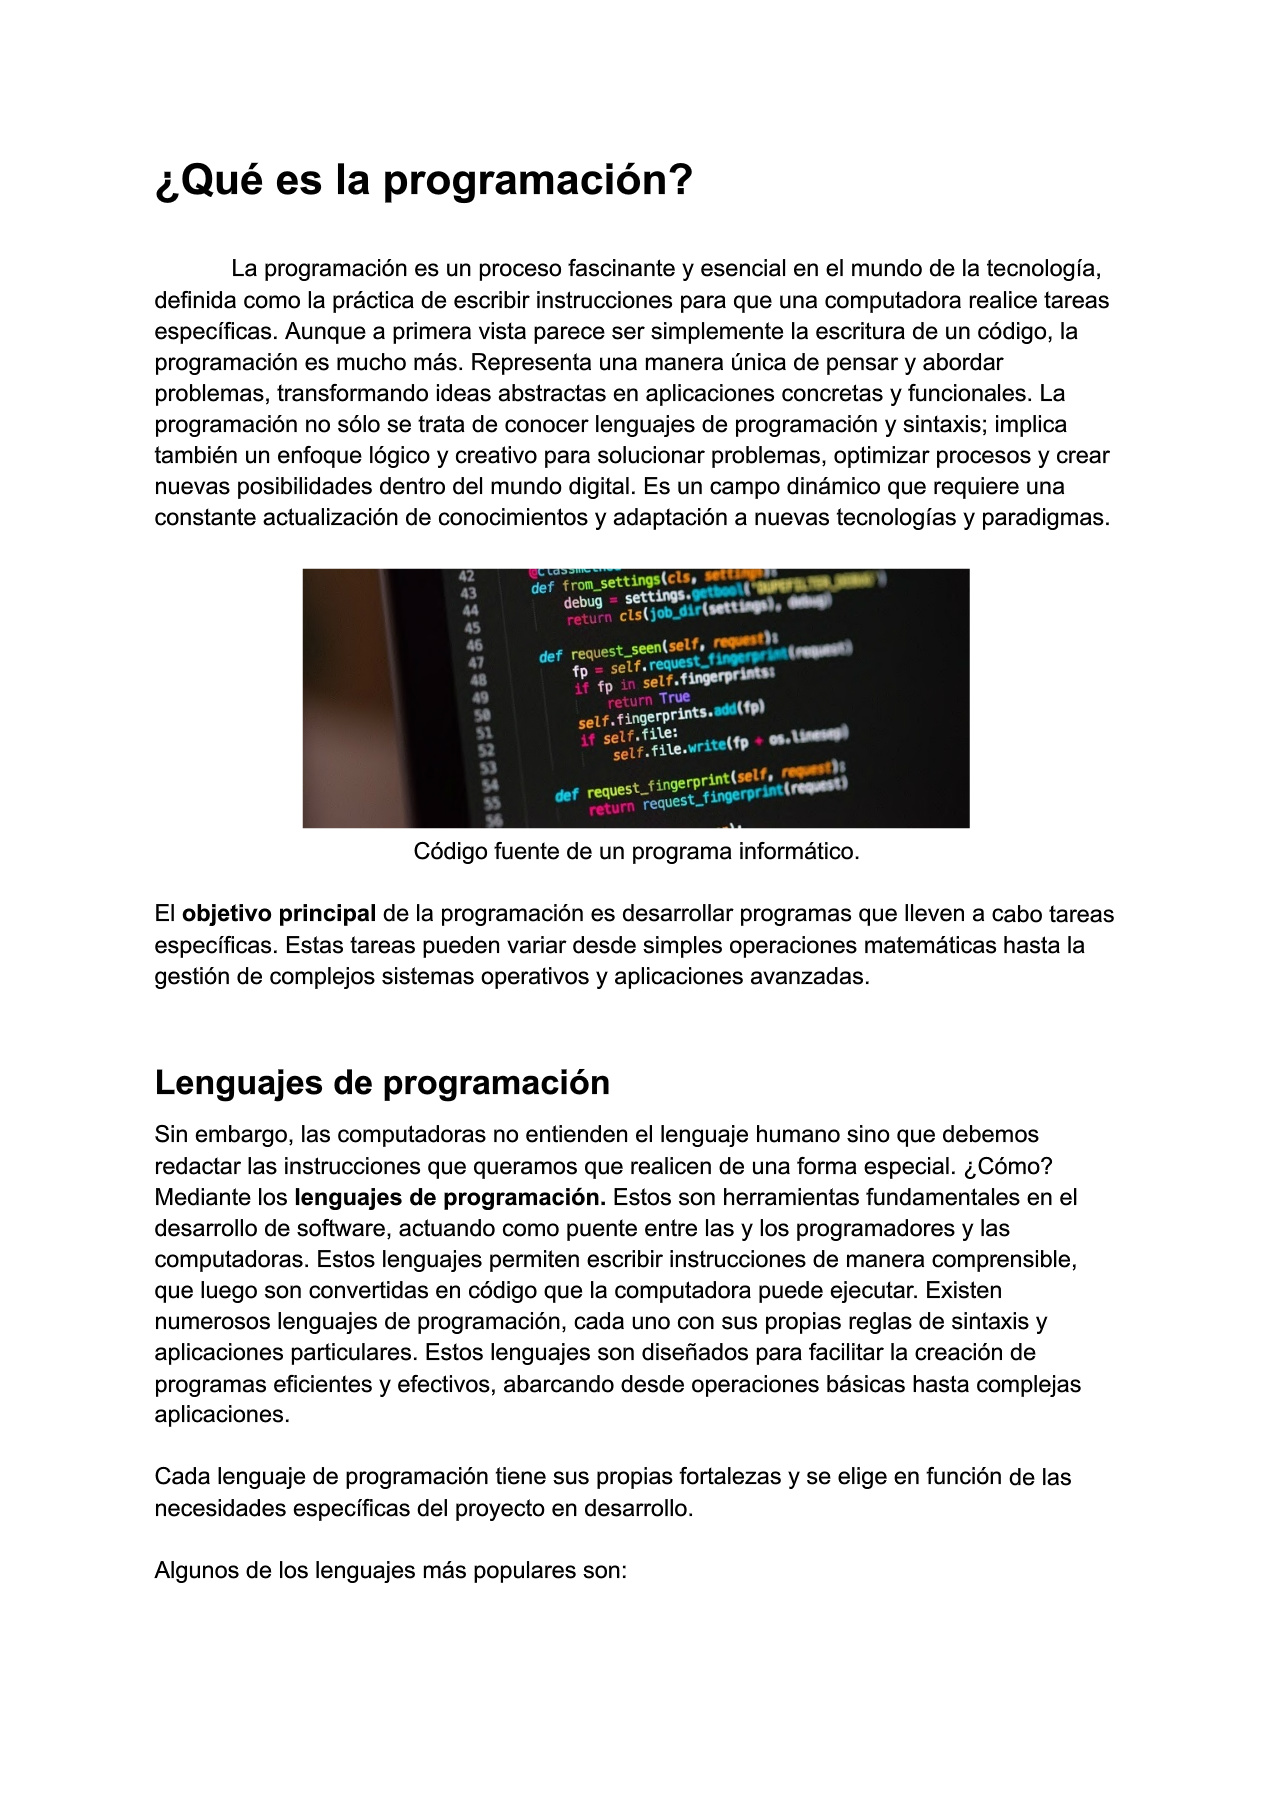 ¿Qué es la programación?
La programación es un proceso fascinante y esencial en el mundo de la tecnología,
definida como la práctica de escribir instrucciones para que una computadora realice tareas
específicas. Aunque a primera vista parece ser simplemente la escritura de un código, la
programación es mucho más. Representa una manera única de pensar y abordar
problemas, transformando ideas abstractas en aplicaciones concretas y funcionales. La
programación no sólo se trata de conocer lenguajes de programación y sintaxis; implica
también un enfoque lógico y creativo para solucionar problemas, optimizar procesos y crear
nuevas posibilidades dentro del mundo digital. Es un campo dinámico que requiere una
constante actualización de conocimientos y adaptación a nuevas tecnologías y paradigmas.
42
43 def from_settings(cls, settings):
44 debug = settings.getbool(
45 return cls(job_dir(settings), debug)
46
47 def request_seen(self, request):
48 fp = self.request_fingerprint(request)
49 if fp in self.fingerprints:
50 return True
51 self.fingerprints.add(fp)
52 if self.file:
53 self.file.write(fp + os.linesep)
54
55 def request_fingerprint(self, request):
56 return request_fingerprint(request)
Código fuente de un programa informático.
El objetivo principal de la programación es desarrollar programas que lleven a cabo tareas
específicas. Estas tareas pueden variar desde simples operaciones matemáticas hasta la
gestión de complejos sistemas operativos y aplicaciones avanzadas.
Lenguajes de programación
Sin embargo, las computadoras no entienden el lenguaje humano sino que debemos
redactar las instrucciones que queramos que realicen de una forma especial. ¿Cómo?
Mediante los lenguajes de programación. Estos son herramientas fundamentales en el
desarrollo de software, actuando como puente entre las y los programadores y las
computadoras. Estos lenguajes permiten escribir instrucciones de manera comprensible,
que luego son convertidas en código que la computadora puede ejecutar. Existen
numerosos lenguajes de programación, cada uno con sus propias reglas de sintaxis y
aplicaciones particulares. Estos lenguajes son diseñados para facilitar la creación de
programas eficientes y efectivos, abarcando desde operaciones básicas hasta complejas
aplicaciones.
Cada lenguaje de programación tiene sus propias fortalezas y se elige en función de las
necesidades específicas del proyecto en desarrollo.
Algunos de los lenguajes más populares son: